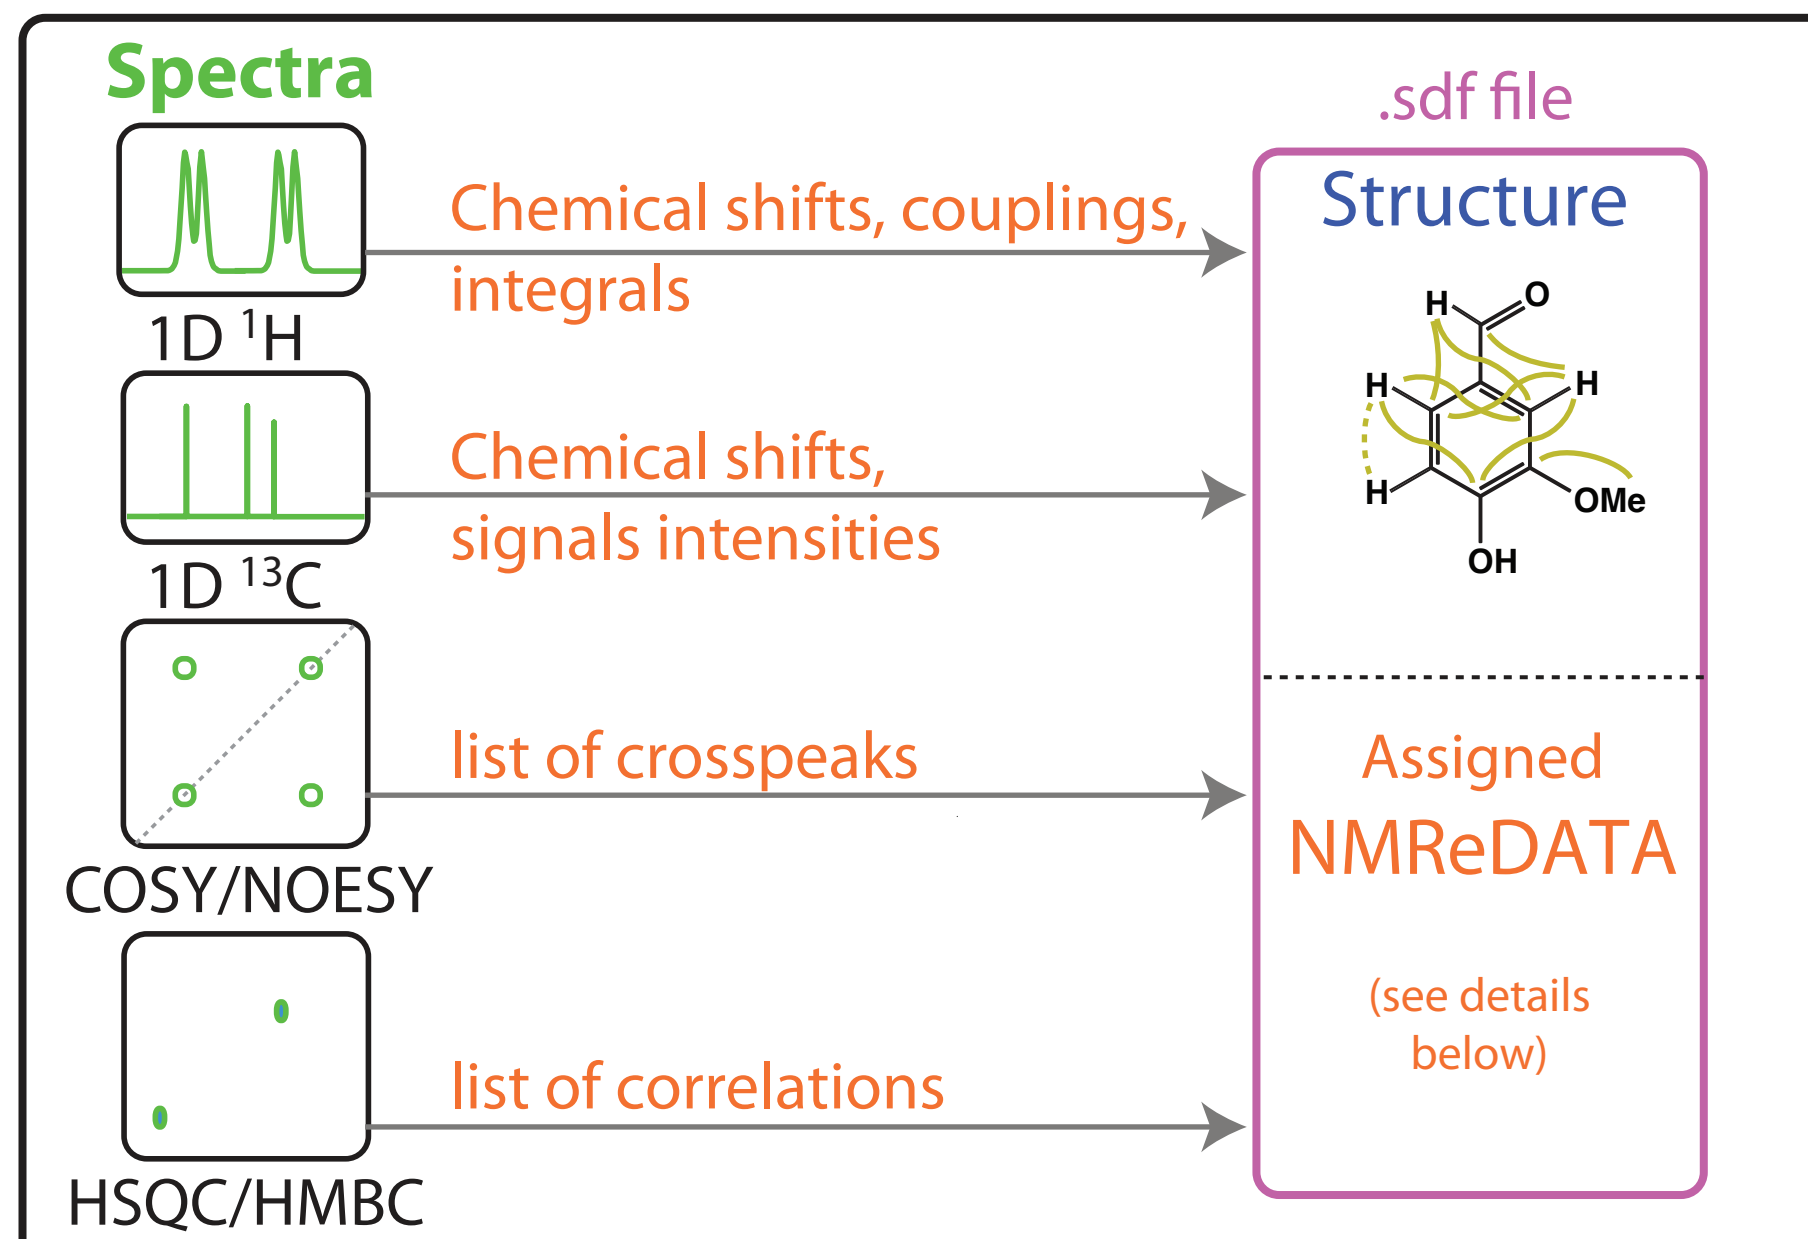 Spectra
.sdf file
Chemical shifts, couplings,
integrals
1D ¹H
Chemical shifts,
signals intensities
1D ¹³C
list of crosspeaks
COSY/NOESY
list of correlations
HSQC/HMBC
Structure
H O
H H
H OMe
OH
Assigned
NMReDATA
(see details
below)